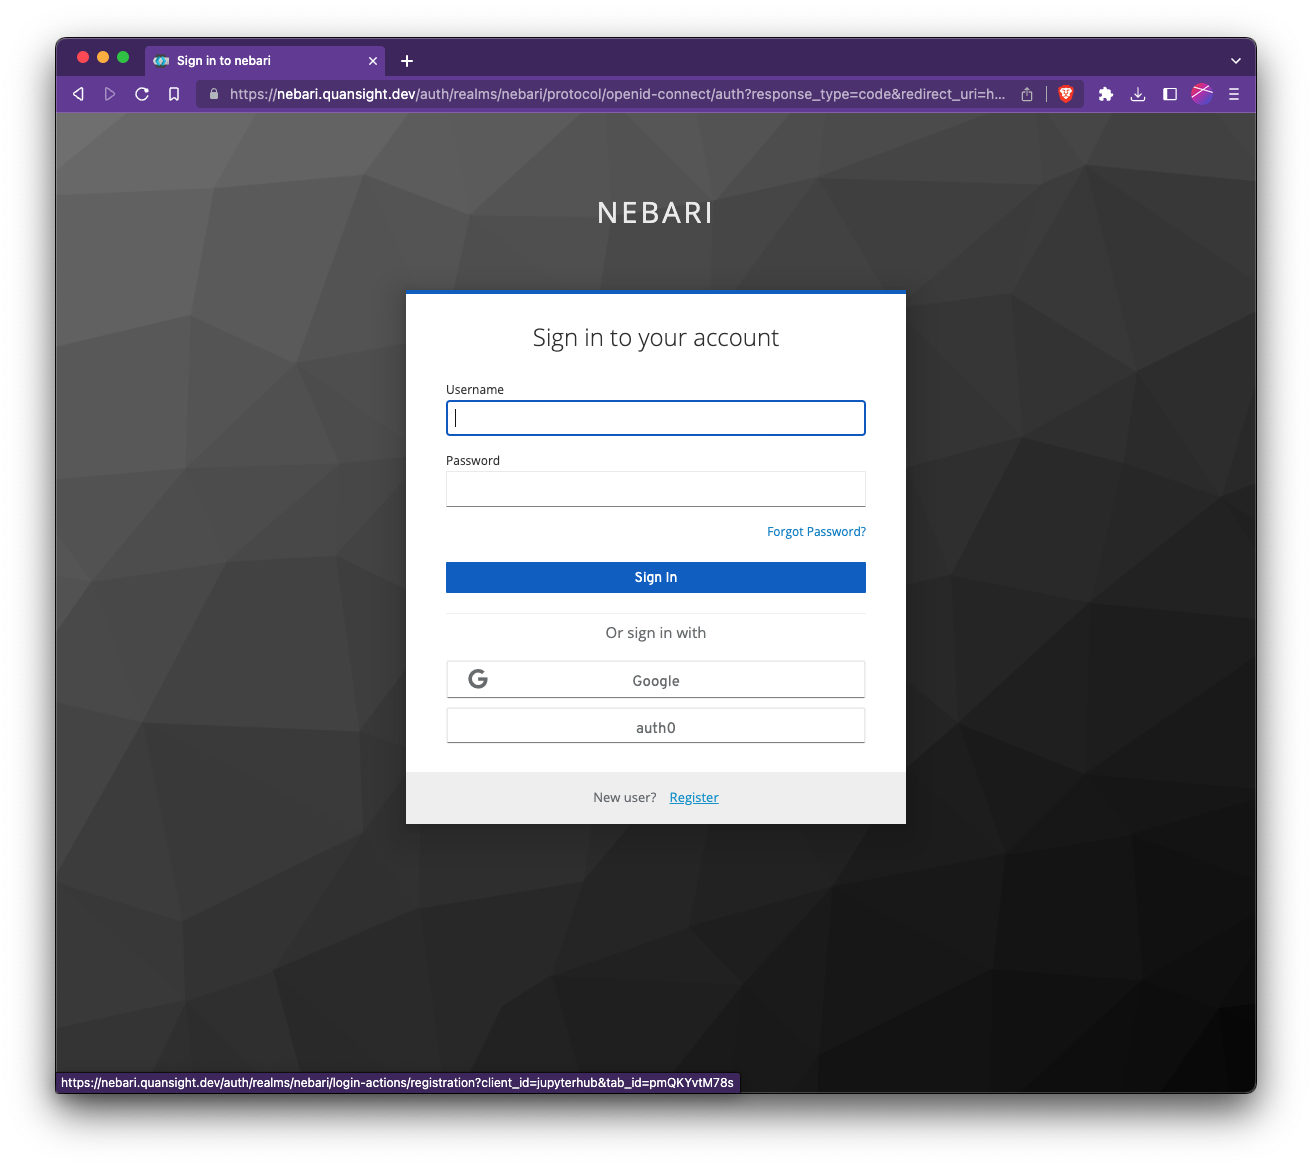 Sign in to nebari
https://nebari.quansight.dev/auth/realms/nebari/protocol/openid-connect/auth?response_type=code&redirect_uri=h...
NEBARI
Sign in to your account
Username
Password
Forgot Password?
Sign In
Or sign in with
Google
auth0
New user? Register
https://nebari.quansight.dev/auth/realms/nebari/login-actions/registration?client_id=jupyterhub&tab_id=pmQKYvtM78s